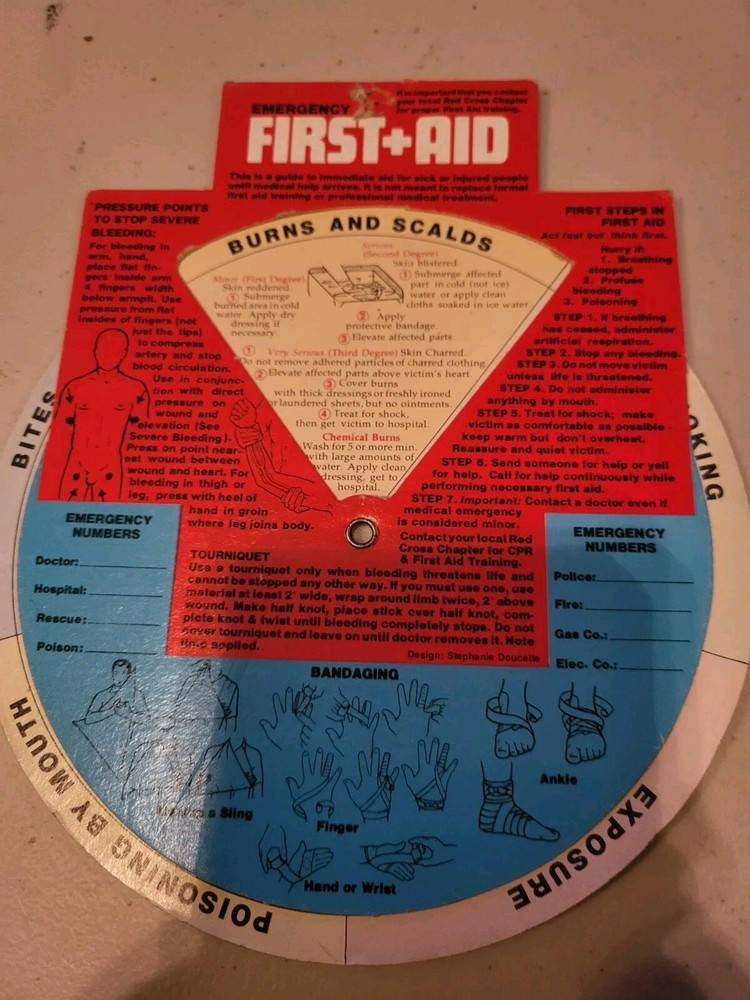 EMERGENCY
FIRST+AID
It is important that you contact
your local Red Cross Chapter
for proper First Aid training.
This is a guide to immediate aid for sick or injured people
until medical help arrives. It is not meant to replace formal
first aid training or professional medical treatment.
PRESSURE POINTS
TO STOP SEVERE
BLEEDING:
For bleeding in
arm, hand,
place flat fin-
gers inside arm
4 fingers width
below armpit. Use
pressure from flat
insides of fingers (not
just the tips)
to compress
artery and stop
blood circulation.
Use in conjunc-
tion with direct
pressure on
wound and
elevation (See
Severe Bleeding).
Press on point near-
est wound between
wound and heart. For
bleeding in thigh or
leg, press with heel of
hand in groin
where leg joins body.
BURNS AND SCALDS
Minor (First Degree)
Skin reddened.
① Submerge
burned area in cold
water. Apply dry
dressing if
necessary.
Serious
(Second Degree)
Skin blistered.
① Submerge affected
part in cold (not ice)
water or apply clean
cloths soaked in ice water
② Apply
protective bandage.
③ Elevate affected parts.
① Very Serious (Third Degree) Skin Charred.
Do not remove adhered particles of charred clothing.
② Elevate affected parts above victim's heart.
③ Cover burns
with thick dressings or freshly ironed
or laundered sheets, but no ointments.
④ Treat for shock,
then get victim to hospital.
Chemical Burns
Wash for 5 or more min.
with large amounts of
water. Apply clean
dressing, get to
hospital.
FIRST STEPS IN
FIRST AID
Act fast but think first.
Hurry if:
1. Breathing
stopped
2. Profuse
bleeding
3. Poisoning
STEP 1. If breathing
has ceased, administer
artificial respiration.
STEP 2. Stop any bleeding.
STEP 3. Do not move victim
unless life is threatened.
STEP 4. Do not administer
anything by mouth.
STEP 5. Treat for shock; make
victim as comfortable as possible -
keep warm but don't overheat.
Reassure and quiet victim.
STEP 6. Send someone for help or yell
for help. Call for help continuously while
performing necessary first aid.
STEP 7. Important: Contact a doctor even if
medical emergency
is considered minor.
Contact your local Red
Cross Chapter for CPR
& First Aid Training.
BITES
OKING
EMERGENCY
NUMBERS
Doctor:
Hospital:
Rescue:
Poison:
TOURNIQUET
Use a tourniquet only when bleeding threatens life and
cannot be stopped any other way. If you must use one, use
material at least 2" wide, wrap around limb twice, 2" above
wound. Make half knot, place stick over half knot, com-
plete knot & twist until bleeding completely stops. Do not
cover tourniquet and leave on until doctor removes it. Note
time applied.
Design: Stephanie Doucette
EMERGENCY
NUMBERS
Police:
Fire:
Gas Co.:
Elec. Co.:
BANDAGING
a Sling
Finger
Hand or Wrist
Ankle
POISONING BY MOUTH
EXPOSURE